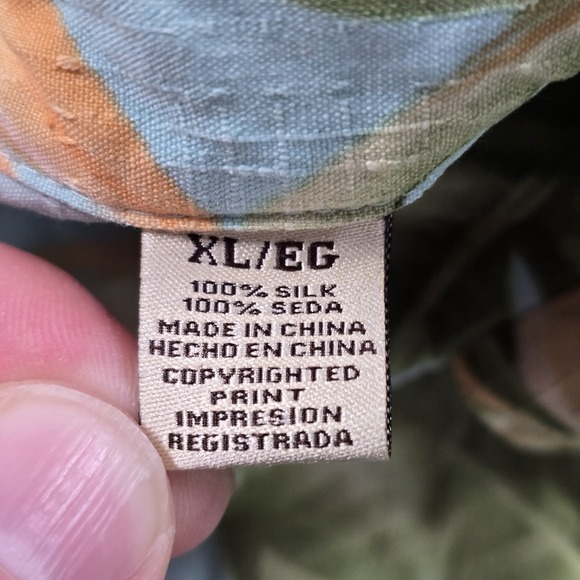 XL/EG
100% SILK
100% SEDA
MADE IN CHINA
HECHO EN CHINA
COPYRIGHTED
PRINT
IMPRESION
REGISTRADA